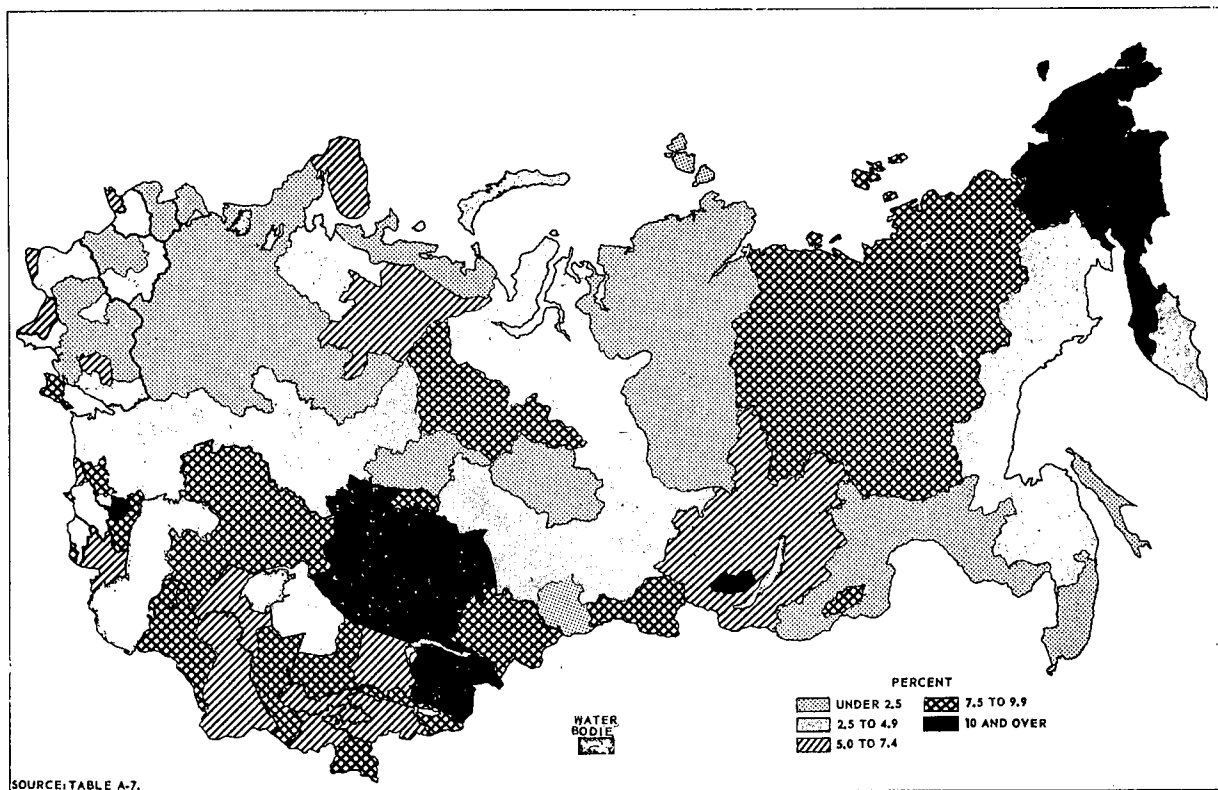 PERCENT
UNDER 2.5
2.5 TO 4.9
5.0 TO 7.4
7.5 TO 9.9
10 AND OVER
WATER
BODIE
SOURCE: TABLE A-7.